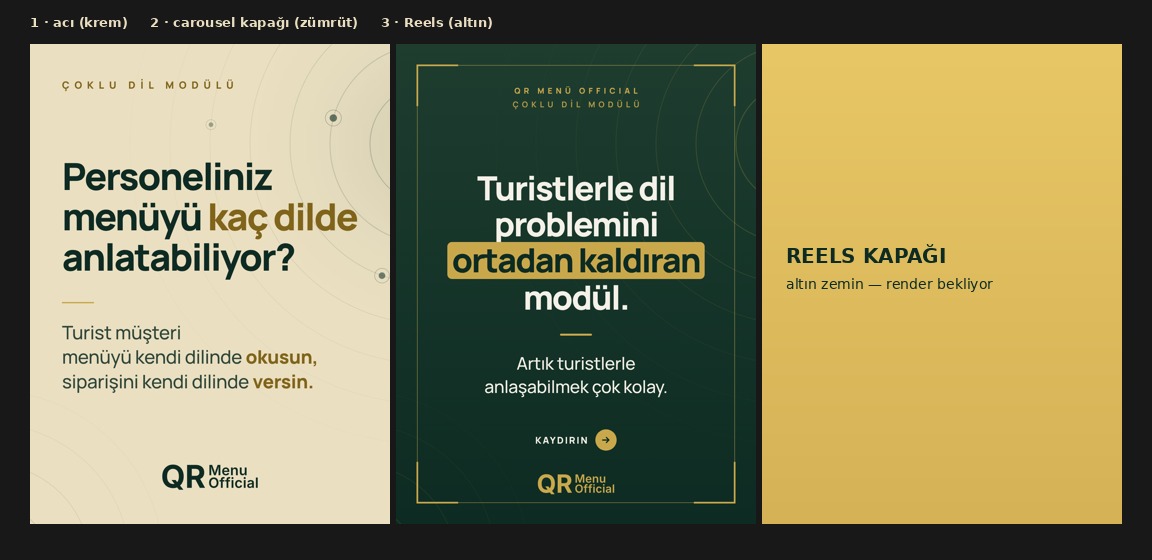 1 · acı (krem)
2 · carousel kapağı (zümrüt)
3 · Reels (altın)
ÇOKLU DİL MODÜLÜ
Personeliniz
menüyü kaç dilde
anlatabiliyor?
Turist müşteri
menüyü kendi dilinde okusun,
siparişini kendi dilinde versin.
QR Menu
Official
QR MENÜ OFFICIAL
ÇOKLU DİL MODÜLÜ
Turistlerle dil
problemini
ortadan kaldıran
modül.
Artık turistlerle
anlaşabilmek çok kolay.
KAYDIRIN
QR Menu
Official
REELS KAPAĞI
altın zemin — render bekliyor